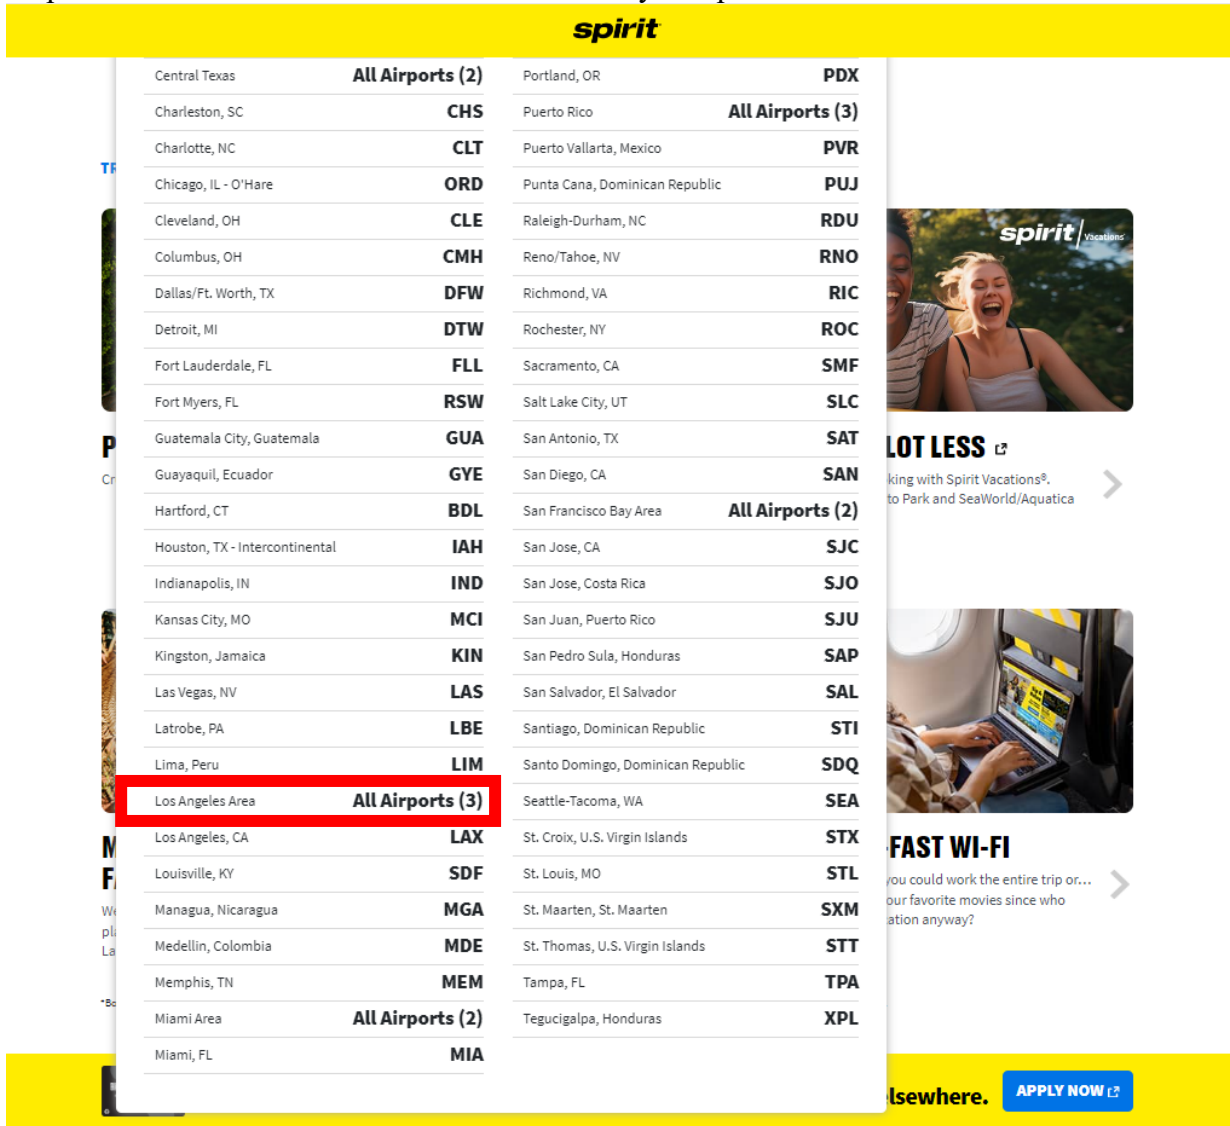 spirit
Central Texas All Airports (2)
Charleston, SC CHS
Charlotte, NC CLT
Chicago, IL - O'Hare ORD
Cleveland, OH CLE
Columbus, OH CMH
Dallas/Ft. Worth, TX DFW
Detroit, MI DTW
Fort Lauderdale, FL FLL
Fort Myers, FL RSW
Guatemala City, Guatemala GUA
Guayaquil, Ecuador GYE
Hartford, CT BDL
Houston, TX - Intercontinental IAH
Indianapolis, IN IND
Kansas City, MO MCI
Kingston, Jamaica KIN
Las Vegas, NV LAS
Latrobe, PA LBE
Lima, Peru LIM
Los Angeles Area All Airports (3)
Los Angeles, CA LAX
Louisville, KY SDF
Managua, Nicaragua MGA
Medellin, Colombia MDE
Memphis, TN MEM
Miami Area All Airports (2)
Miami, FL MIA
Portland, OR PDX
Puerto Rico All Airports (3)
Puerto Vallarta, Mexico PVR
Punta Cana, Dominican Republic PUJ
Raleigh-Durham, NC RDU
Reno/Tahoe, NV RNO
Richmond, VA RIC
Rochester, NY ROC
Sacramento, CA SMF
Salt Lake City, UT SLC
San Antonio, TX SAT
San Diego, CA SAN
San Francisco Bay Area All Airports (2)
San Jose, CA SJC
San Jose, Costa Rica SJO
San Juan, Puerto Rico SJU
San Pedro Sula, Honduras SAP
San Salvador, El Salvador SAL
Santiago, Dominican Republic STI
Santo Domingo, Dominican Republic SDQ
Seattle-Tacoma, WA SEA
St. Croix, U.S. Virgin Islands STX
St. Louis, MO STL
St. Maarten, St. Maarten SXM
St. Thomas, U.S. Virgin Islands STT
Tampa, FL TPA
Tegucigalpa, Honduras XPL
spirit Vacations
LOT LESS
king with Spirit Vacations®.
to Park and SeaWorld/Aquatica
-FAST WI-FI
you could work the entire trip or...
our favorite movies since who
ation anyway?
lsewhere.
APPLY NOW